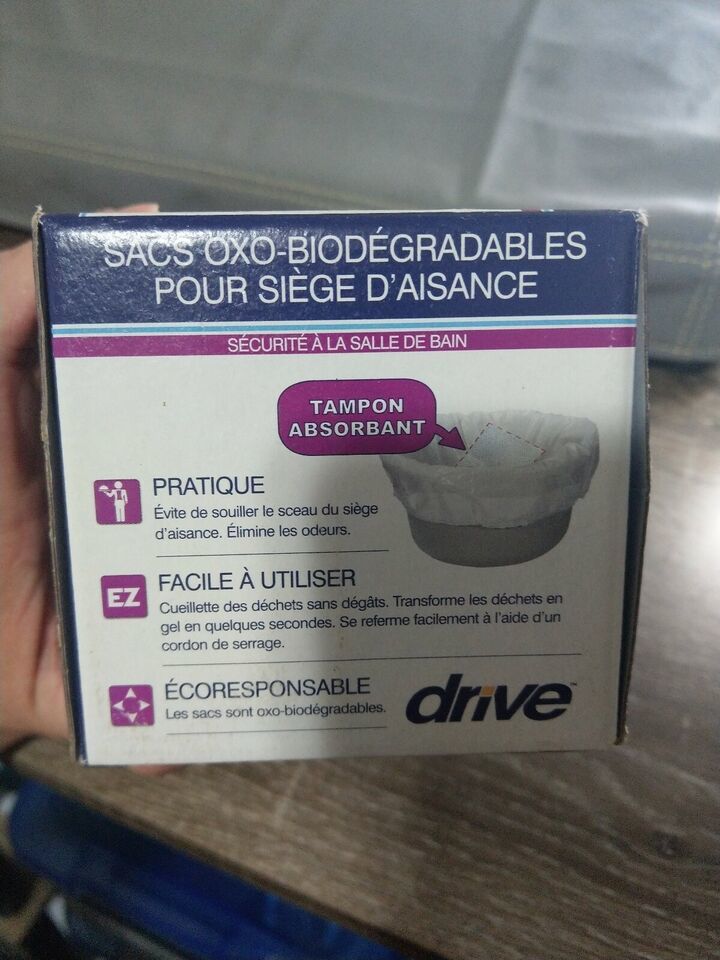 SACS OXO-BIODÉGRADABLES
POUR SIÈGE D'AISANCE
SÉCURITÉ À LA SALLE DE BAIN
TAMPON
ABSORBANT
PRATIQUE
Évite de souiller le sceau du siège
d'aisance. Élimine les odeurs.
EZ
FACILE À UTILISER
Cueillette des déchets sans dégâts. Transforme les déchets en
gel en quelques secondes. Se referme facilement à l'aide d'un
cordon de serrage.
ÉCORESPONSABLE
Les sacs sont oxo-biodégradables.
drive™